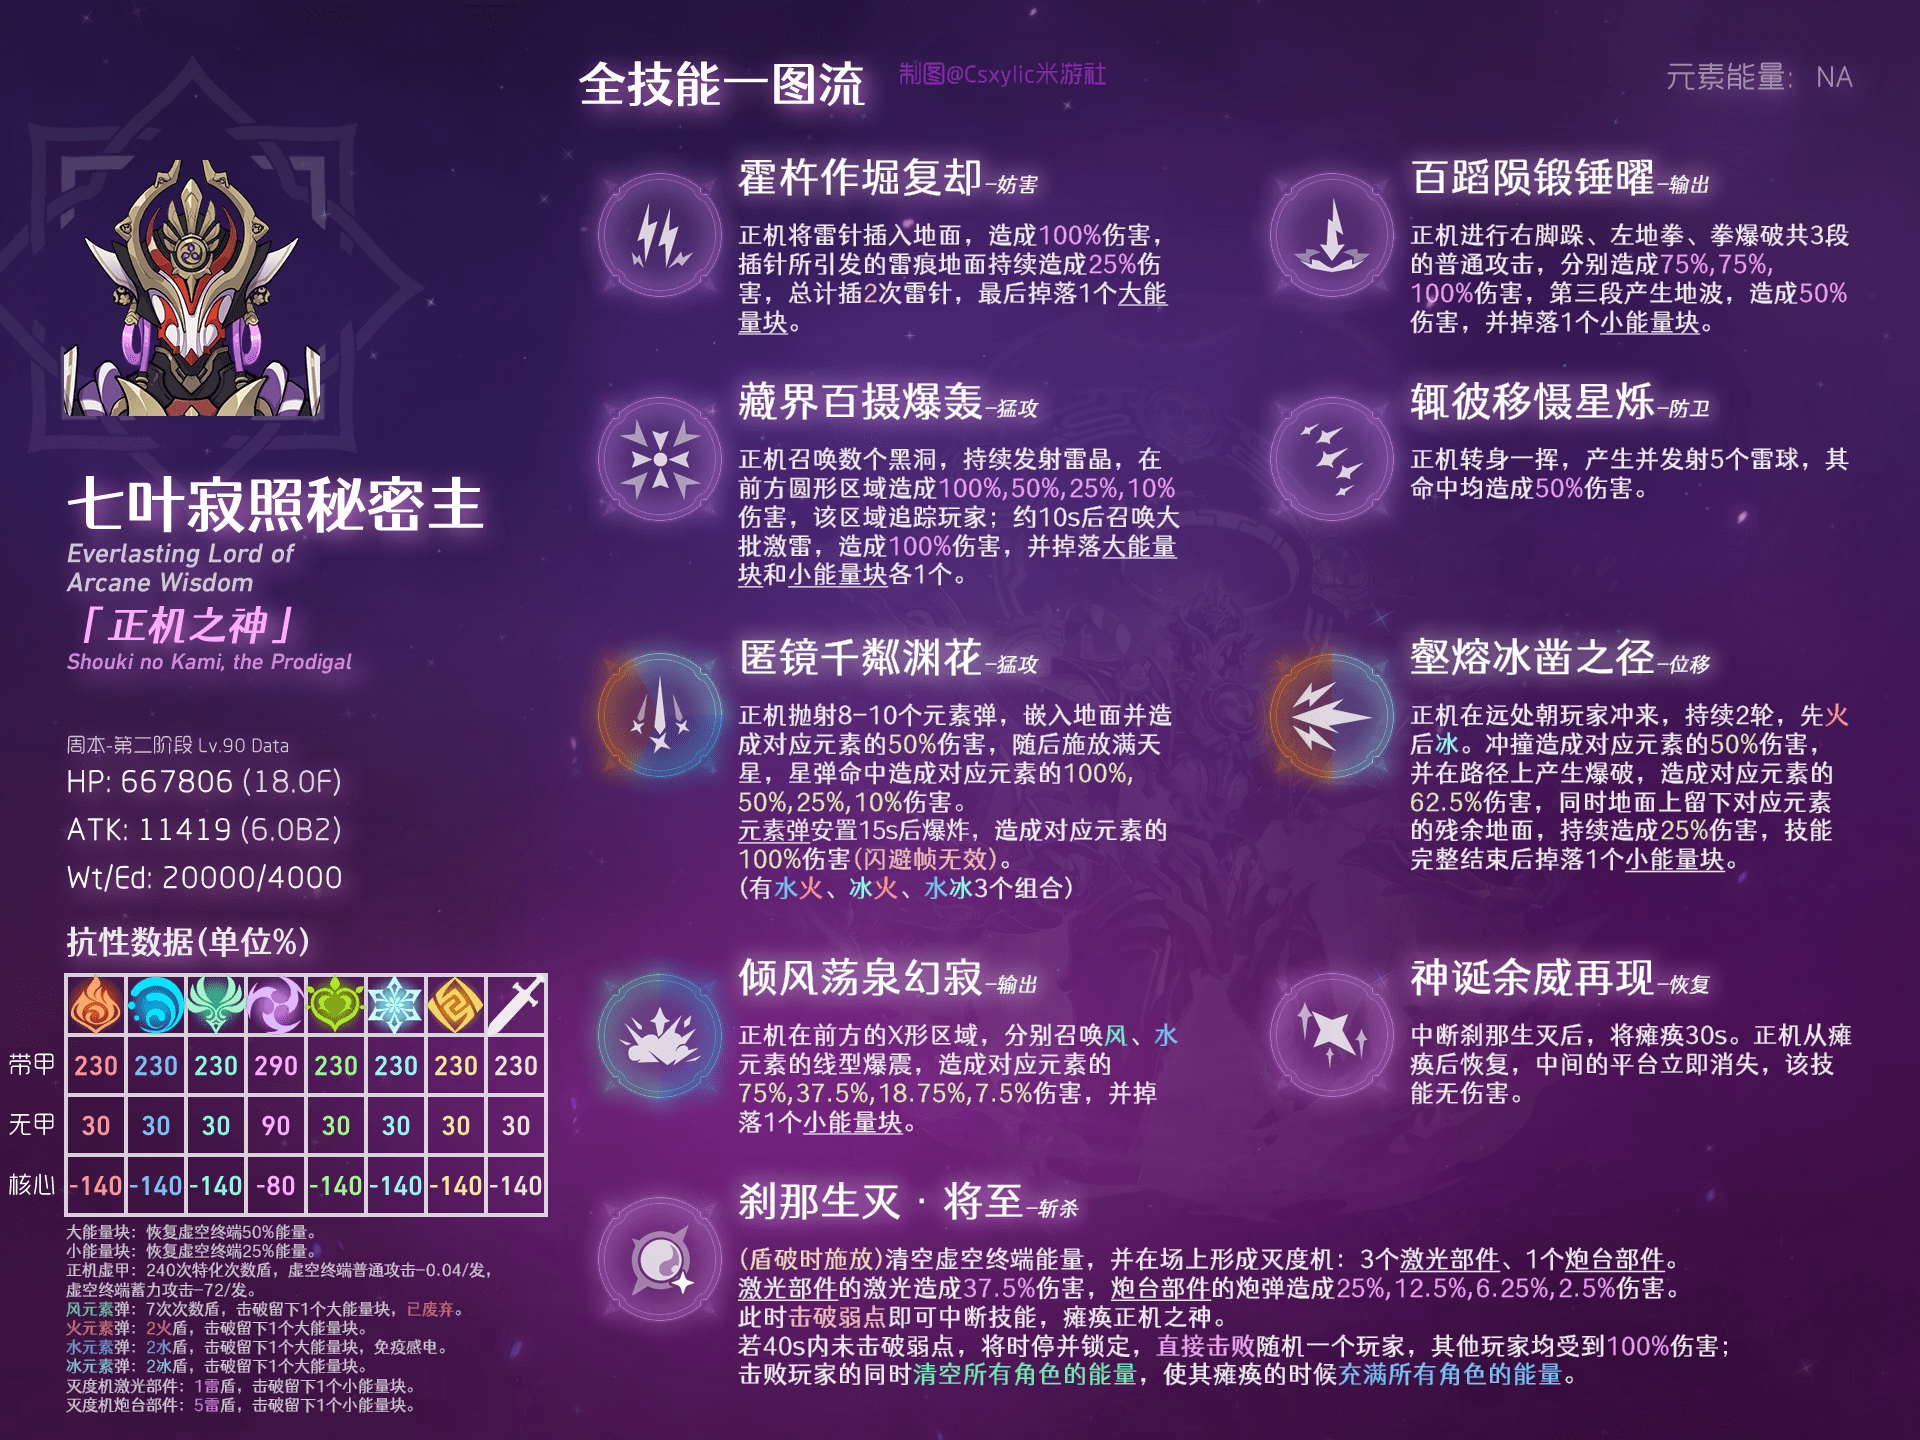 全技能一图流
制图@Csxylic米游社
元素能量: NA
七叶寂照秘密主
Everlasting Lord of
Arcane Wisdom
「正机之神」
Shouki no Kami, the Prodigal
周本-第二阶段 Lv.90 Data
HP: 667806 (18.0F)
ATK: 11419 (6.0B2)
Wt/Ed: 20000/4000
抗性数据(单位%)
带甲 230 230 230 290 230 230 230 230
无甲 30 30 30 90 30 30 30 30
核心 -140 -140 -140 -80 -140 -140 -140 -140
大能量块：恢复虚空终端50%能量。
小能量块：恢复虚空终端25%能量。
正机虚甲：240次特化次数盾，虚空终端普通攻击-0.04/发，
虚空终端蓄力攻击-72/发。
风元素弹：7次次数盾，击破留下1个大能量块，已废弃。
火元素弹：2火盾，击破留下1个大能量块。
水元素弹：2水盾，击破留下1个大能量块，免疫感电。
冰元素弹：2冰盾，击破留下1个大能量块。
灭度机激光部件：1雷盾，击破留下1个小能量块。
灭度机炮台部件：5雷盾，击破留下1个小能量块。
霍杵作堀复却-妨害
正机将雷针插入地面，造成100%伤害，
插针所引发的雷痕地面持续造成25%伤
害，总计插2次雷针，最后掉落1个大能
量块。
百蹈陨锻锤曜-输出
正机进行右脚跺、左地拳、拳爆破共3段
的普通攻击，分别造成75%,75%,
100%伤害，第三段产生地波，造成50%
伤害，并掉落1个小能量块。
藏界百摄爆轰-猛攻
正机召唤数个黑洞，持续发射雷晶，在
前方圆形区域造成100%,50%,25%,10%
伤害，该区域追踪玩家；约10s后召唤大
批激雷，造成100%伤害，并掉落大能量
块和小能量块各1个。
辄彼移慑星烁-防卫
正机转身一挥，产生并发射5个雷球，其
命中均造成50%伤害。
匿镜千粼渊花-猛攻
正机抛射8-10个元素弹，嵌入地面并造
成对应元素的50%伤害，随后施放满天
星，星弹命中造成对应元素的100%,
50%,25%,10%伤害。
元素弹安置15s后爆炸，造成对应元素的
100%伤害(闪避帧无效)。
(有水火、冰火、水冰3个组合)
壑熔冰凿之径-位移
正机在远处朝玩家冲来，持续2轮，先火
后冰。冲撞造成对应元素的50%伤害，
并在路径上产生爆破，造成对应元素的
62.5%伤害，同时地面上留下对应元素
的残余地面，持续造成25%伤害，技能
完整结束后掉落1个小能量块。
倾风荡泉幻寂-输出
正机在前方的X形区域，分别召唤风、水
元素的线型爆震，造成对应元素的
75%,37.5%,18.75%,7.5%伤害，并掉
落1个小能量块。
神诞余威再现-恢复
中断刹那生灭后，将瘫痪30s。正机从瘫
痪后恢复，中间的平台立即消失，该技
能无伤害。
刹那生灭·将至-斩杀
(盾破时施放)清空虚空终端能量，并在场上形成灭度机：3个激光部件、1个炮台部件。
激光部件的激光造成37.5%伤害，炮台部件的炮弹造成25%,12.5%,6.25%,2.5%伤害。
此时击破弱点即可中断技能，瘫痪正机之神。
若40s内未击破弱点，将时停并锁定，直接击败随机一个玩家，其他玩家均受到100%伤害；
击败玩家的同时清空所有角色的能量，使其瘫痪的时候充满所有角色的能量。